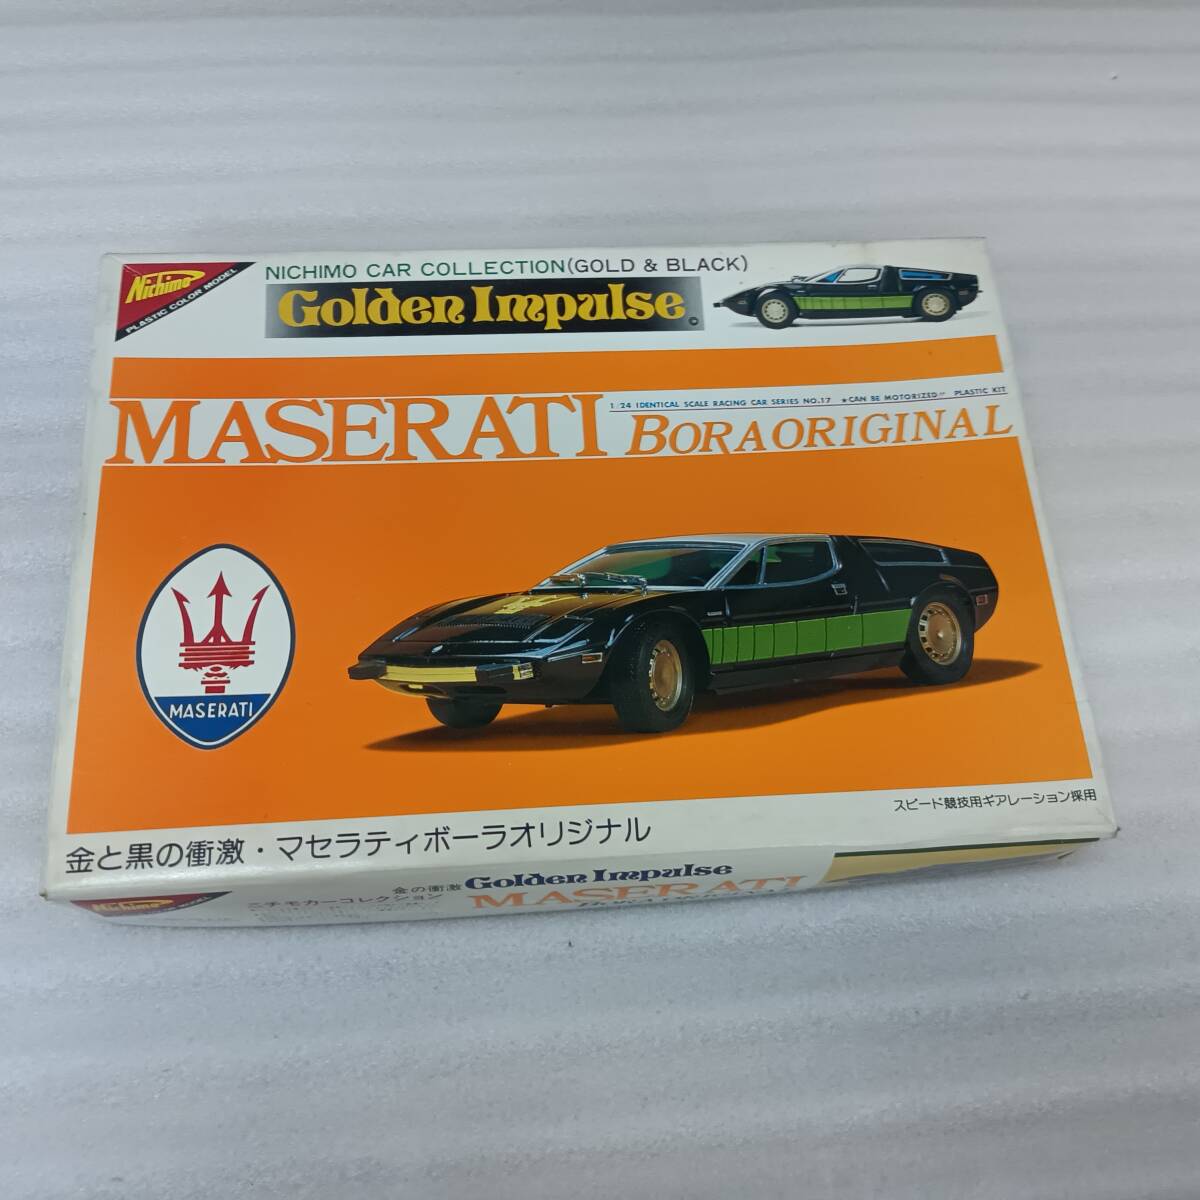 Nichimo
PLASTIC COLOR MODEL
NICHIMO CAR COLLECTION(GOLD & BLACK)
Golden Impulse
1/24 IDENTICAL SCALE RACING CAR SERIES NO.17 ★CAN BE MOTORIZED!! PLASTIC KIT
MASERATI BORA ORIGINAL
MASERATI
スピード競技用ギアレーション採用
金と黒の衝激・マセラティボーラオリジナル
Nichimo
金の衝激 Golden Impulse
ニチモカーコレクション
MASERATI
BORA ORIGINAL